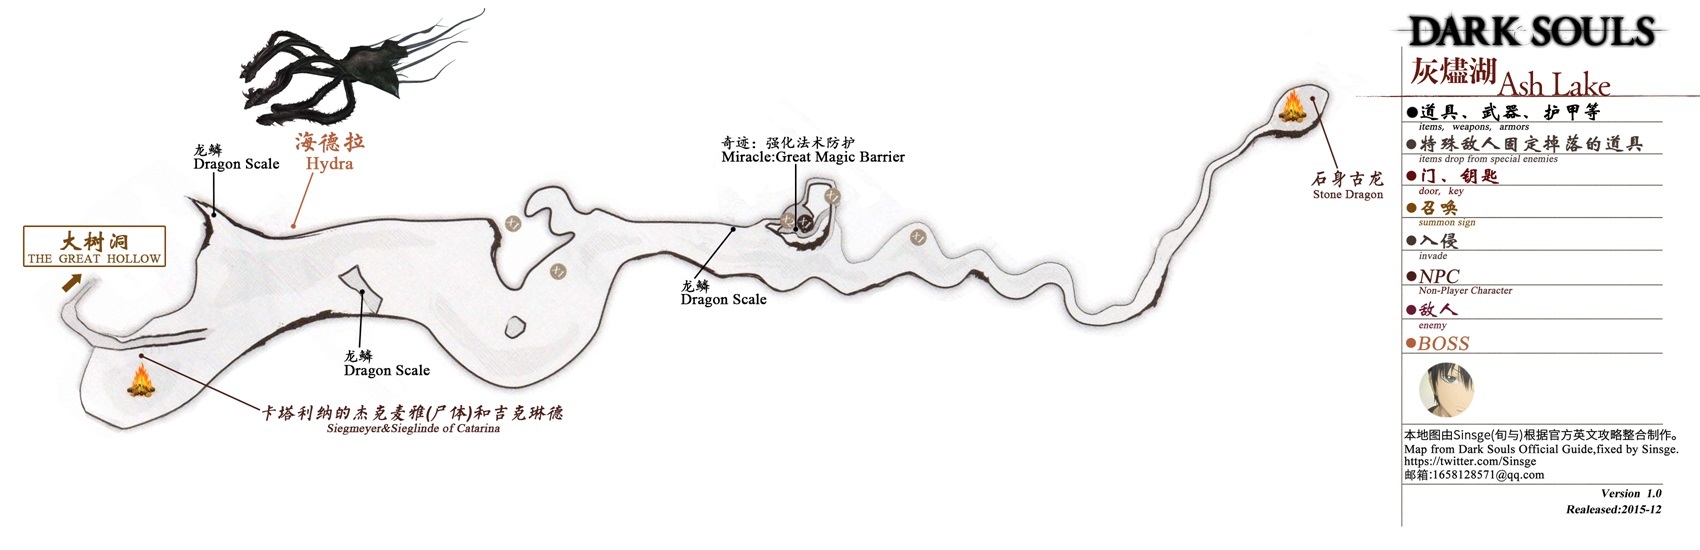 龙鳞
Dragon Scale
海德拉
Hydra
大树洞
THE GREAT HOLLOW
奇迹：强化法术防护
Miracle:Great Magic Barrier
X1
X1
X1
龙鳞
Dragon Scale
龙鳞
Dragon Scale
石身古龙
Stone Dragon
卡塔利纳的杰克麦雅(尸体)和吉克琳德
Siegmeyer&Sieglinde of Catarina
DARK SOULS
灰燼湖 Ash Lake
道具、武器、护甲等
items, weapons, armors
特殊敌人固定掉落的道具
items drop from special enemies
门、钥匙
door, key
召唤
summon sign
入侵
invade
NPC
Non-Player Character
敌人
enemy
BOSS
本地图由Sinsge(旬与)根据官方英文攻略整合制作。
Map from Dark Souls Official Guide,fixed by Sinsge.
https://twitter.com/Sinsge
邮箱:1658128571@qq.com
Version 1.0
Realeased:2015-12